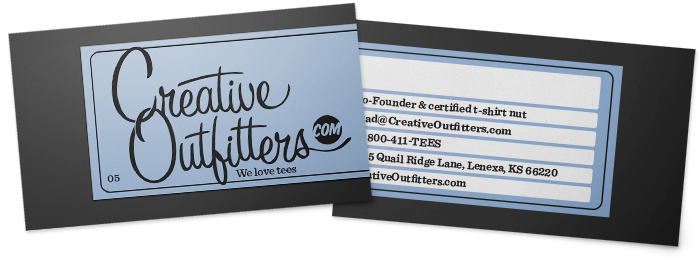 Creative
Outfitters
COM
We love tees
05
o-Founder & certified t-shirt nut
ad@CreativeOutfitters.com
800-411-TEES
5 Quail Ridge Lane, Lenexa, KS 66220
utiveOutfitters.com